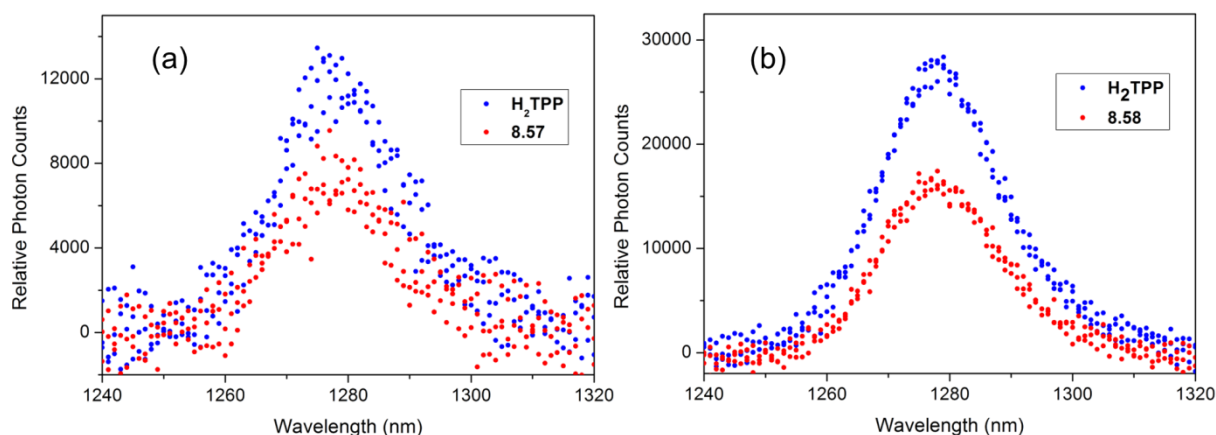 (a)
H₂TPP
8.57
12000
8000
4000
0
1240
1260
1280
1300
1320
Relative Photon Counts
Wavelength (nm)
(b)
H₂TPP
8.58
30000
20000
10000
0
1240
1260
1280
1300
1320
Relative Photon Counts
Wavelength (nm)